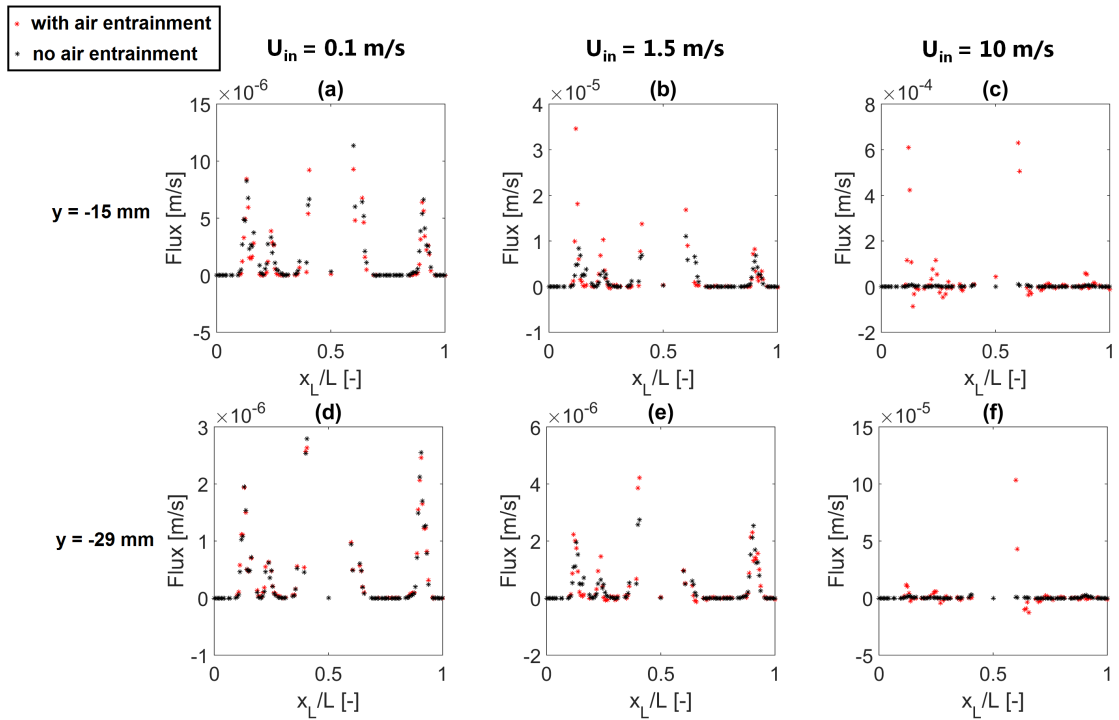 * with air entrainment
* no air entrainment
U_in = 0.1 m/s U_in = 1.5 m/s U_in = 10 m/s
(a) (b) (c)
×10^-6 ×10^-5 ×10^-4
y = -15 mm
Flux [m/s] 15 10 5 0 -5
Flux [m/s] 4 3 2 1 0 -1
Flux [m/s] 8 6 4 2 0 -2
0 0.5 1 0 0.5 1 0 0.5 1
x_L/L [-] x_L/L [-] x_L/L [-]
(d) (e) (f)
×10^-6 ×10^-6 ×10^-5
y = -29 mm
Flux [m/s] 3 2 1 0 -1
Flux [m/s] 6 4 2 0 -2
Flux [m/s] 15 10 5 0 -5
0 0.5 1 0 0.5 1 0 0.5 1
x_L/L [-] x_L/L [-] x_L/L [-]